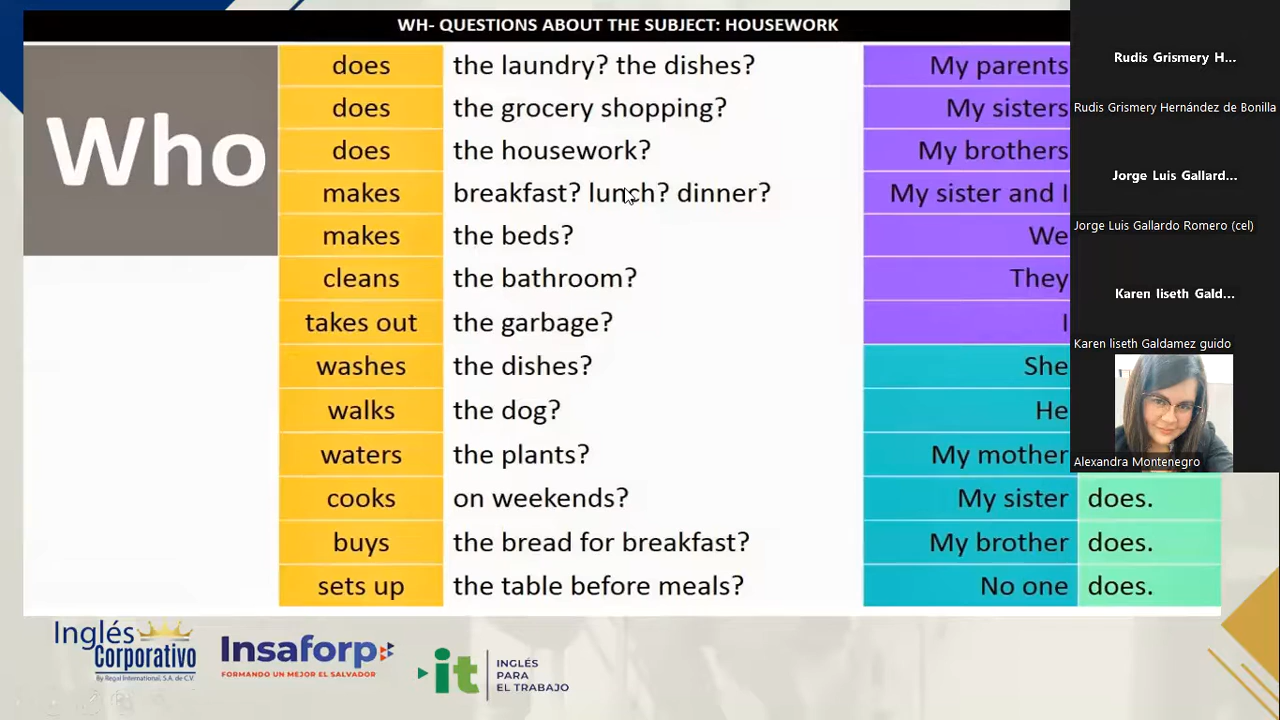 WH- QUESTIONS ABOUT THE SUBJECT: HOUSEWORK
Who
does the laundry? the dishes? My parents
does the grocery shopping? My sisters
does the housework? My brothers
makes breakfast? lunch? dinner? My sister and I
makes the beds? We
cleans the bathroom? They
takes out the garbage? I
washes the dishes? She
walks the dog? He
waters the plants? My mother
cooks on weekends? My sister does.
buys the bread for breakfast? My brother does.
sets up the table before meals? No one does.
Rudis Grismery H...
Rudis Grismery Hernández de Bonilla
Jorge Luis Gallard...
Jorge Luis Gallardo Romero (cel)
Karen liseth Gald...
Karen liseth Galdamez guido
Alexandra Montenegro
Inglés
Corporativo
By Regal International, S.A. de C.V.
Insaforp
FORMANDO UN MEJOR EL SALVADOR
it
INGLÉS
PARA
EL TRABAJO